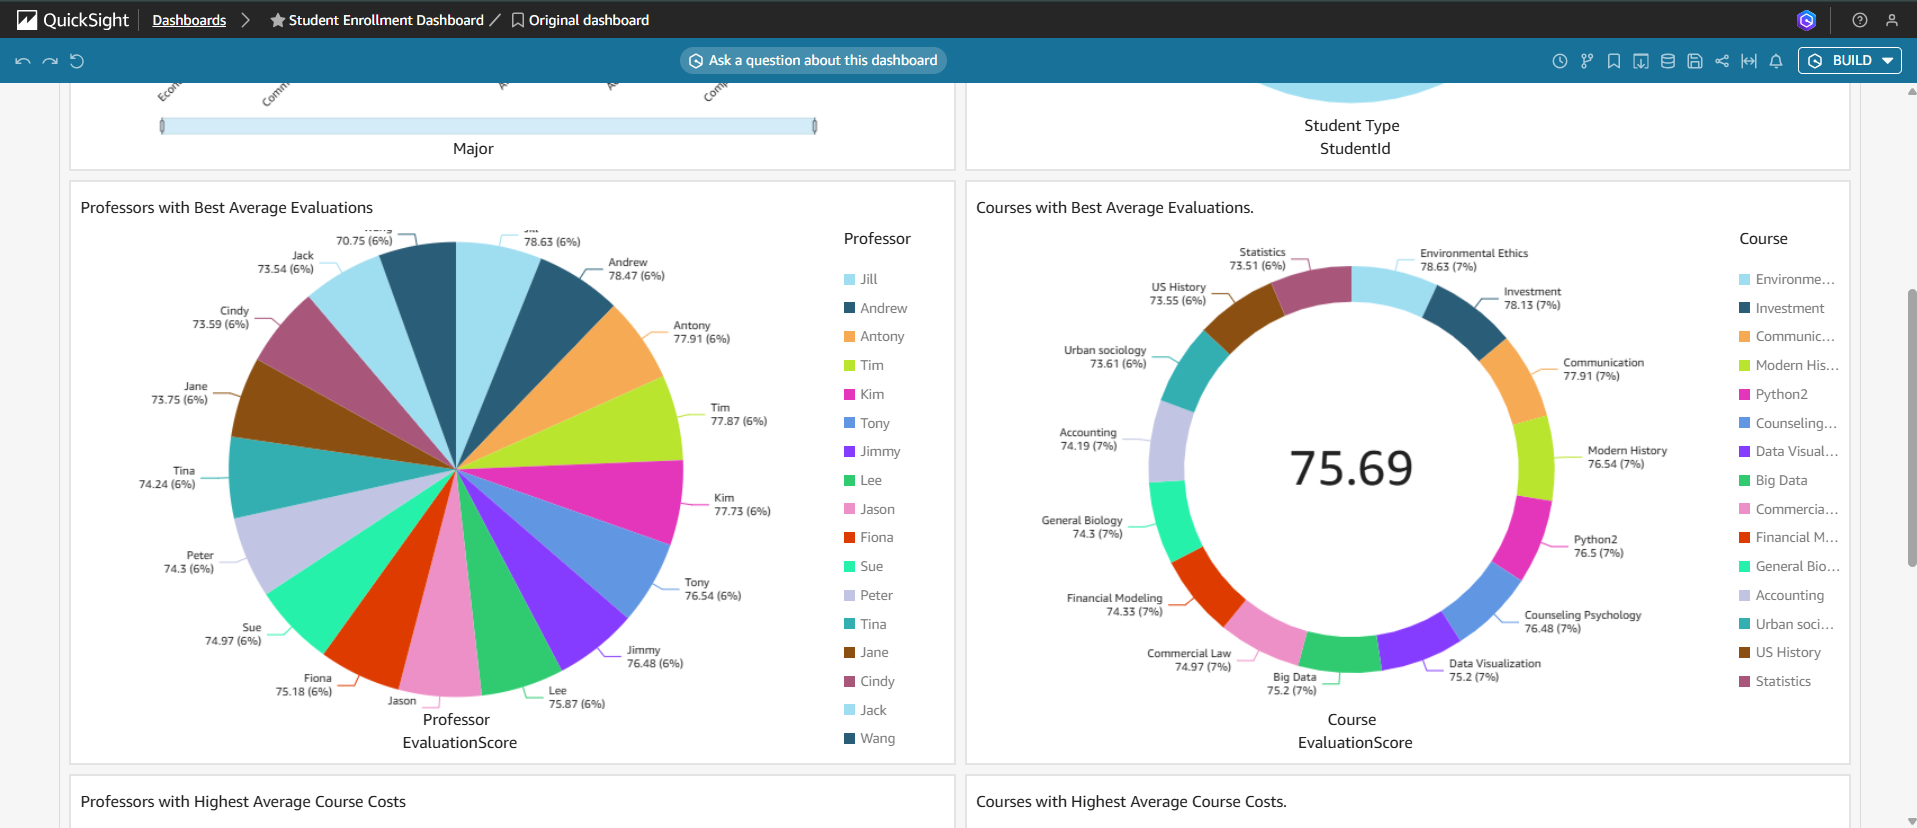 QuickSight
Dashboards
Student Enrollment Dashboard
Original dashboard
Ask a question about this dashboard
BUILD
Major
Student Type
StudentId
Professors with Best Average Evaluations
70.75 (6%)
Jill
78.63 (6%)
Jack
73.54 (6%)
Andrew
78.47 (6%)
Cindy
73.59 (6%)
Antony
77.91 (6%)
Jane
73.75 (6%)
Tim
77.87 (6%)
Tina
74.24 (6%)
Kim
77.73 (6%)
Peter
74.3 (6%)
Tony
76.54 (6%)
Sue
74.97 (6%)
Jimmy
76.48 (6%)
Fiona
75.18 (6%)
Lee
75.87 (6%)
Jason
Professor
EvaluationScore
Professor
Jill
Andrew
Antony
Tim
Kim
Tony
Jimmy
Lee
Jason
Fiona
Sue
Peter
Tina
Jane
Cindy
Jack
Wang
Courses with Best Average Evaluations.
Statistics
73.51 (6%)
Environmental Ethics
78.63 (7%)
US History
73.55 (6%)
Investment
78.13 (7%)
Urban sociology
73.61 (6%)
Communication
77.91 (7%)
Accounting
74.19 (7%)
Modern History
76.54 (7%)
75.69
General Biology
74.3 (7%)
Python2
76.5 (7%)
Financial Modeling
74.33 (7%)
Counseling Psychology
76.48 (7%)
Commercial Law
74.97 (7%)
Data Visualization
75.2 (7%)
Big Data
75.2 (7%)
Course
EvaluationScore
Course
Environme...
Investment
Communic...
Modern His...
Python2
Counseling...
Data Visual...
Big Data
Commercia...
Financial M...
General Bio...
Accounting
Urban soci...
US History
Statistics
Professors with Highest Average Course Costs
Courses with Highest Average Course Costs.